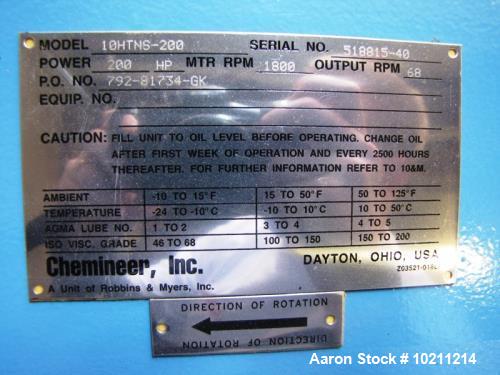 MODEL 10HTNS-200 SERIAL NO. 518815-40
POWER 200 HP MTR RPM 1800 OUTPUT RPM 68
P.O. NO. 792-81734-GK
EQUIP. NO.
CAUTION: FILL UNIT TO OIL LEVEL BEFORE OPERATING. CHANGE OIL
AFTER FIRST WEEK OF OPERATION AND EVERY 2500 HOURS
THEREAFTER. FOR FURTHER INFORMATION REFER TO IO&M.
AMBIENT -10 TO 15°F 15 TO 50°F 50 TO 125°F
TEMPERATURE -24 TO -10°C -10 TO 10°C 10 TO 50°C
AGMA LUBE NO. 1 TO 2 3 TO 4 4 TO 5
ISO VISC. GRADE 46 TO 68 100 TO 150 150 TO 200
Chemineer, Inc. DAYTON, OHIO, USA
A Unit of Robbins & Myers, Inc.
DIRECTION OF ROTATION
DIRECTION OF ROTATION
Aaron Stock # 10211214